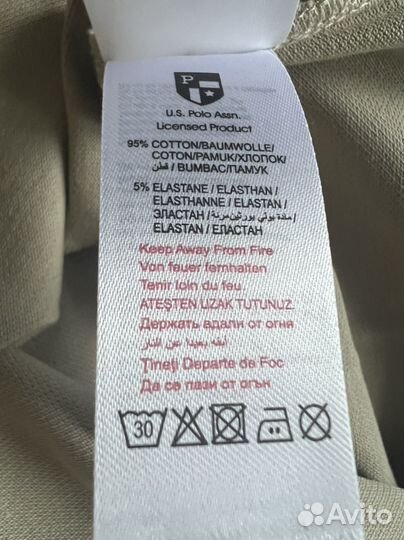 P
U.S. Polo Assn.
Licensed Product
95% COTTON/BAUMWOLLE/
COTON/PAMUK/ХЛОПОК/
قطن / BUMBAC/ПАМУК
5% ELASTANE / ELASTHAN /
ELASTHANNE / ELASTAN /
ЭЛАСТАН / مادة بولي يورثين مرنة/
ELASTAN / ЕЛАСТАН
Keep Away From Fire
Von feuer fernhalten
Tenir loin du feu.
ATEŞTEN UZAK TUTUNUZ
Держать вдали от огня
ابقه بعيدا عن النار
Ţineţi Departe de Foc
Да се пази от огън
30
Avito